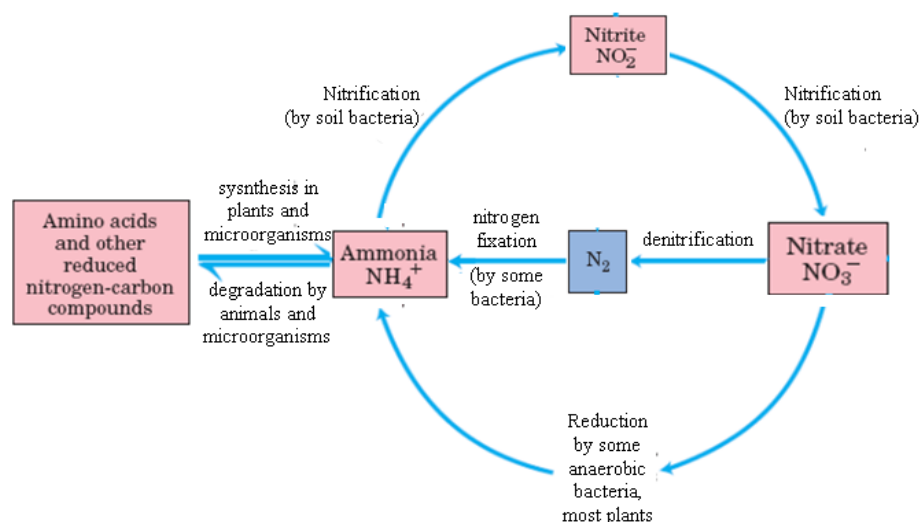 Nitrite
NO₂⁻
Nitrification
(by soil bacteria)
Nitrification
(by soil bacteria)
Amino acids
and other
reduced
nitrogen-carbon
compounds
sysnthesis in
plants and
microorganisms
degradation by
animals and
microorganisms
Ammonia
NH₄⁺
nitrogen
fixation
(by some
bacteria)
N₂
denitrification
Nitrate
NO₃⁻
Reduction
by some
anaerobic
bacteria,
most plants